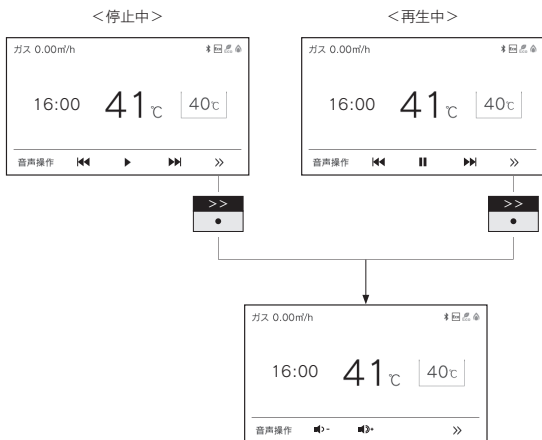 <停止中>
<再生中>
ガス 0.00㎥/h
16:00 41℃ 40℃
音声操作
ガス 0.00㎥/h
16:00 41℃ 40℃
音声操作
>>
>>
ガス 0.00㎥/h
16:00 41℃ 40℃
音声操作 - +